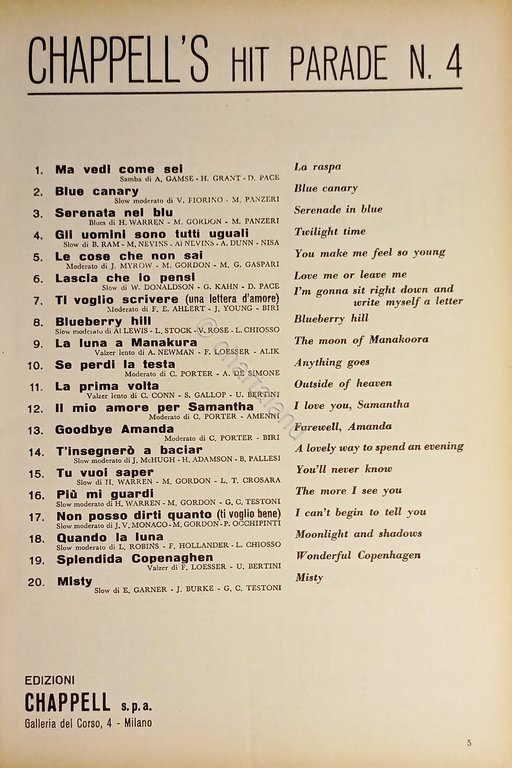 CHAPPELL'S HIT PARADE N. 4
1. Ma vedi come sei La raspa
Samba di A. GAMSE - H. GRANT - D. PACE
2. Blue canary Blue canary
Slow moderato di V. FIORINO - M. PANZERI
3. Serenata nel blu Serenade in blue
Blues di H. WARREN - M. GORDON - M. PANZERI
4. Gli uomini sono tutti uguali Twilight time
Slow di B. RAM - M. NEVINS - Al NEVINS - A. DUNN - NISA
5. Le cose che non sai You make me feel so young
Moderato di J. MYROW - M. GORDON - M. G. GASPARI
6. Lascia che lo pensi Love me or leave me
Slow di W. DONALDSON - G. KAHN - D. PACE
7. Ti voglio scrivere (una lettera d'amore) I'm gonna sit right down and
write myself a letter
Moderato di F. E. AHLERT - J. YOUNG - BIRI
8. Blueberry hill Blueberry hill
Slow moderato di Al LEWIS - L. STOCK - V. ROSE - L. CHIOSSO
9. La luna a Manakura The moon of Manakoora
Valzer lento di A. NEWMAN - F. LOESSER - ALIK
10. Se perdi la testa Anything goes
Moderato di C. PORTER - A. DE SIMONE
11. La prima volta Outside of heaven
Valzer lento di C. CONN - S. GALLOP - U. BERTINI
12. Il mio amore per Samantha I love you, Samantha
Moderato di C. PORTER - AMENNI
13. Goodbye Amanda Farewell, Amanda
Moderato di C. PORTER - BIRI
14. T'insegnerò a baciar A lovely way to spend an evening
Slow moderato di J. McHUGH - H. ADAMSON - B. PALLESI
15. Tu vuoi saper You'll never know
Slow di H. WARREN - M. GORDON - L. T. CROSARA
16. Più mi guardi The more I see you
Slow moderato di H. WARREN - M. GORDON - G. C. TESTONI
17. Non posso dirti quanto (ti voglio bene) I can't begin to tell you
Slow moderato di J. V. MONACO - M. GORDON - P. OCCHIPINTI
18. Quando la luna Moonlight and shadows
Slow moderato di L. ROBINS - F. HOLLANDER - L. CHIOSSO
19. Splendida Copenaghen Wonderful Copenhagen
Valzer di F. LOESSER - U. BERTINI
20. Misty Misty
Slow di E. GARNER - J. BURKE - G. C. TESTONI
© chartaland
EDIZIONI
CHAPPELL s.p.a.
Galleria del Corso, 4 - Milano
3